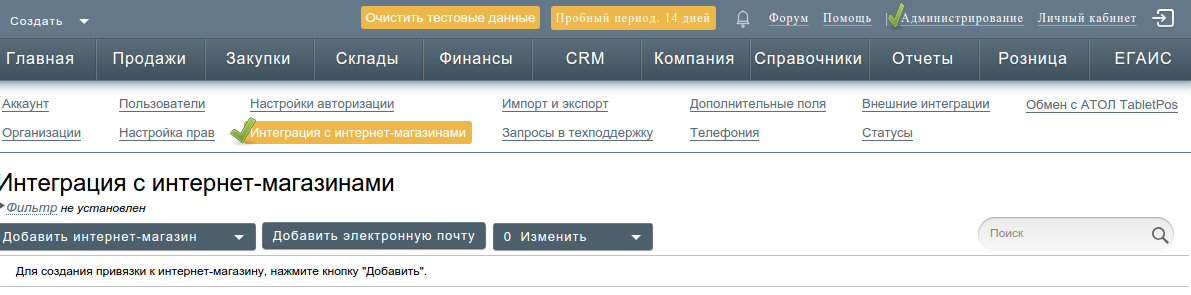 Создать Очистить тестовые данные Пробный период. 14 дней Форум Помощь Администрирование Личный кабинет
Главная Продажи Закупки Склады Финансы CRM Компания Справочники Отчеты Розница ЕГАИС
Аккаунт Пользователи Настройки авторизации Импорт и экспорт Дополнительные поля Внешние интеграции Обмен с АТОЛ TabletPos
Организации Настройка прав Интеграция с интернет-магазинами Запросы в техподдержку Телефония Статусы
Интеграция с интернет-магазинами
Фильтр не установлен
Добавить интернет-магазин Добавить электронную почту 0 Изменить Поиск
Для создания привязки к интернет-магазину, нажмите кнопку "Добавить".